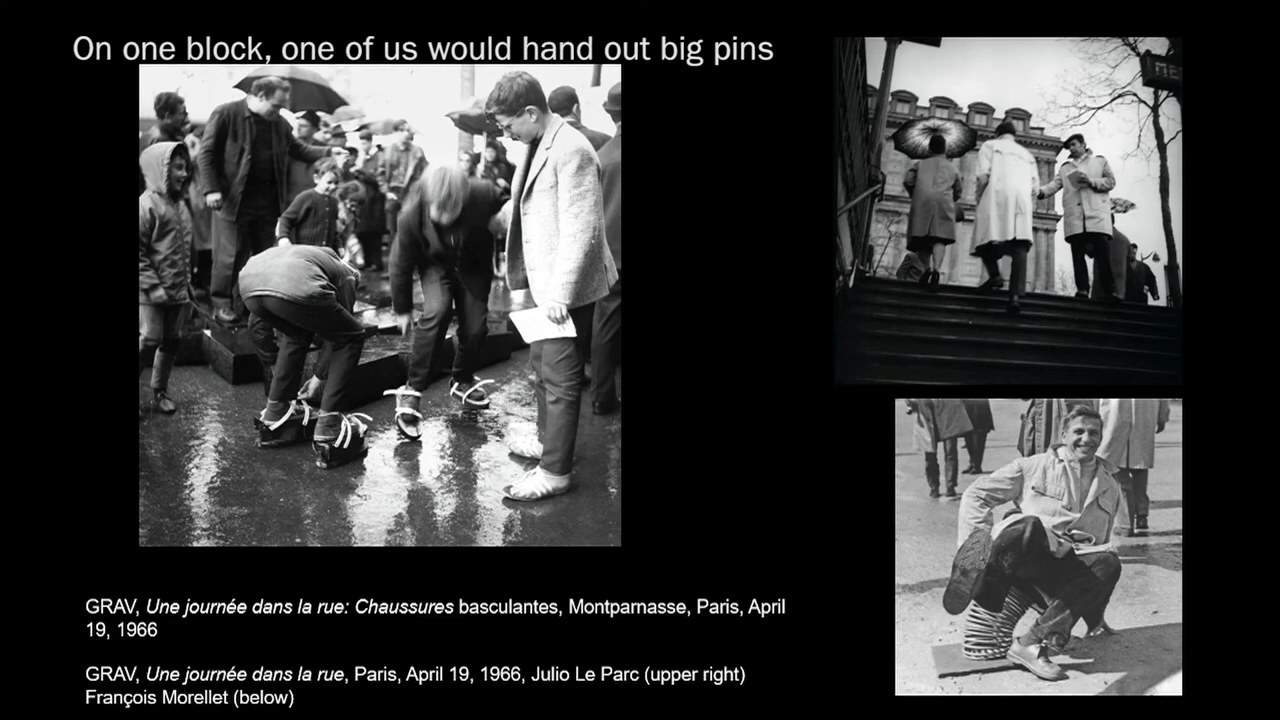 On one block, one of us would hand out big pins
GRAV, Une journée dans la rue: Chaussures basculantes, Montparnasse, Paris, April
19, 1966
GRAV, Une journée dans la rue, Paris, April 19, 1966, Julio Le Parc (upper right)
François Morellet (below)